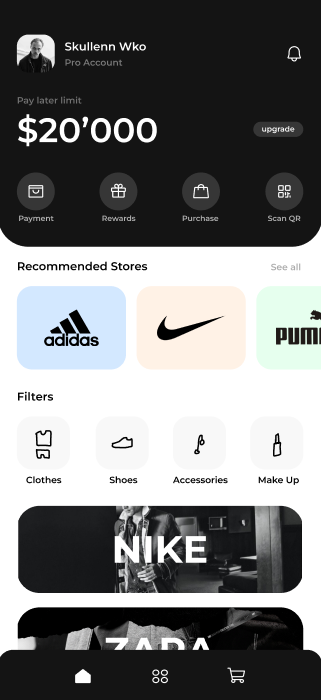 Skullenn Wko
Pro Account
Pay later limit
$20’000
upgrade
Payment
Rewards
Purchase
Scan QR
Recommended Stores
See all
adidas
PUM
Filters
Clothes
Shoes
Accessories
Make Up
NIKE
ZARA